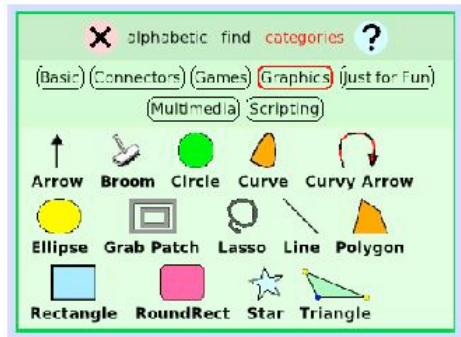 alphabetic find categories ?
Basic Connectors Games Graphics Just for Fun
Multimedia Scripting
Arrow Broom Circle Curve Curvy Arrow
Ellipse Grab Patch Lasso Line Polygon
Rectangle RoundRect Star Triangle